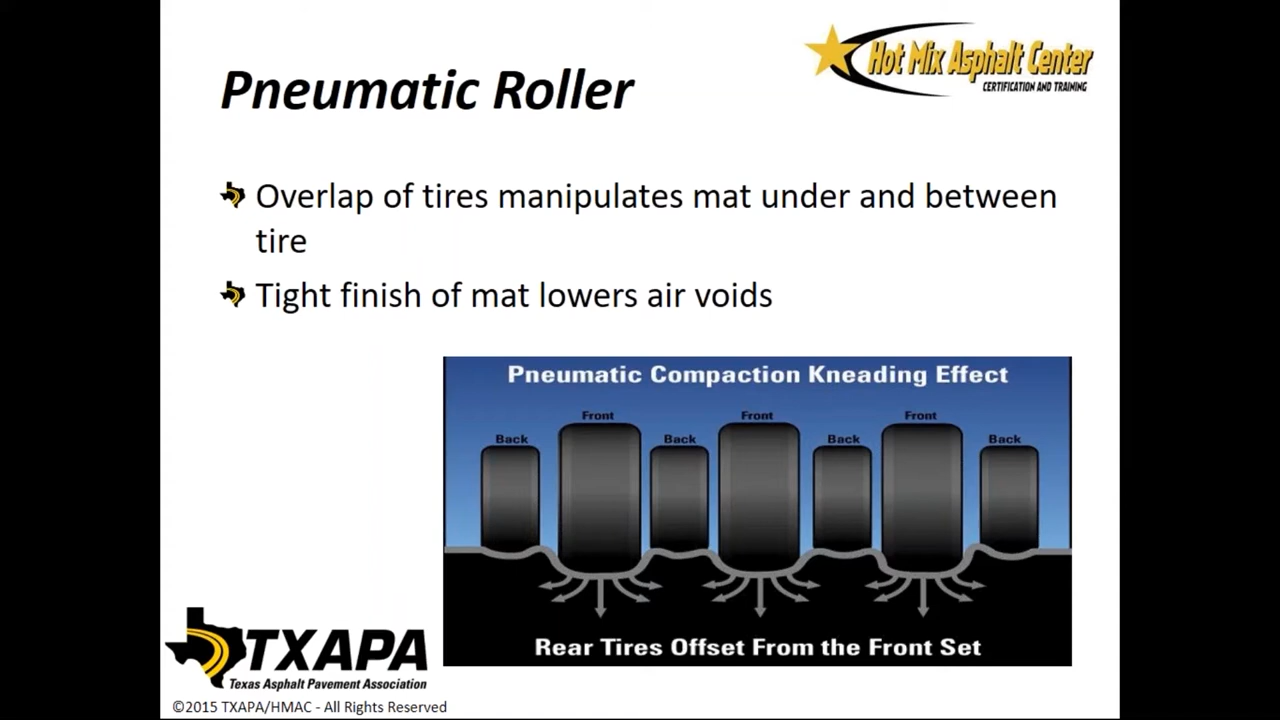 Hot Mix Asphalt Center
CERTIFICATION AND TRAINING
Pneumatic Roller
Overlap of tires manipulates mat under and between
tire
Tight finish of mat lowers air voids
Pneumatic Compaction Kneading Effect
Front Front Front
Back Back Back Back
Rear Tires Offset From the Front Set
TXAPA
Texas Asphalt Pavement Association
©2015 TXAPA/HMAC - All Rights Reserved